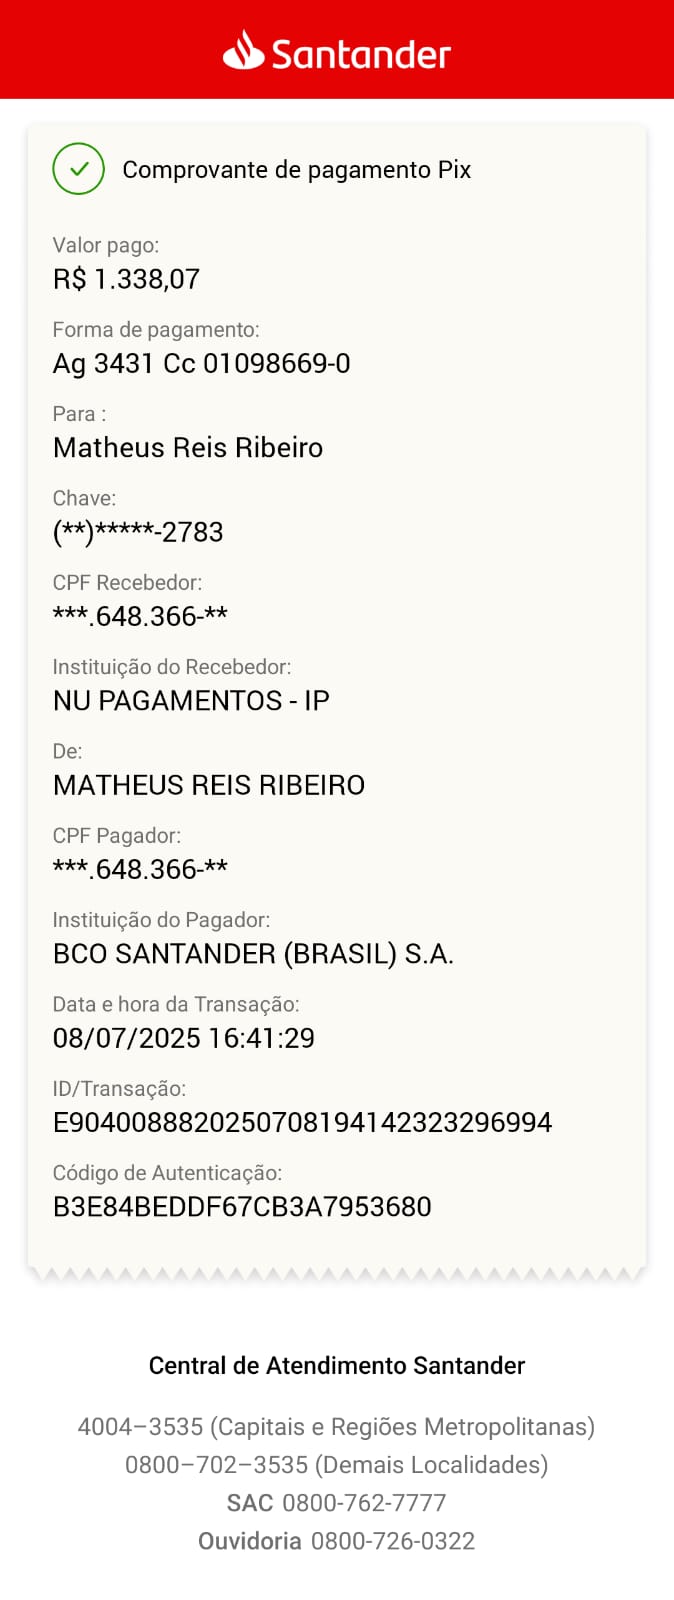 Santander
Comprovante de pagamento Pix
Valor pago:
R$ 1.338,07
Forma de pagamento:
Ag 3431 Cc 01098669-0
Para :
Matheus Reis Ribeiro
Chave:
(**)*****-2783
CPF Recebedor:
***.648.366-**
Instituição do Recebedor:
NU PAGAMENTOS - IP
De:
MATHEUS REIS RIBEIRO
CPF Pagador:
***.648.366-**
Instituição do Pagador:
BCO SANTANDER (BRASIL) S.A.
Data e hora da Transação:
08/07/2025 16:41:29
ID/Transação:
E90400888202507081941423232​96994
Código de Autenticação:
B3E84BEDDF67CB3A7953680
Central de Atendimento Santander
4004–3535 (Capitais e Regiões Metropolitanas)
0800–702–3535 (Demais Localidades)
SAC 0800-762-7777
Ouvidoria 0800-726-0322